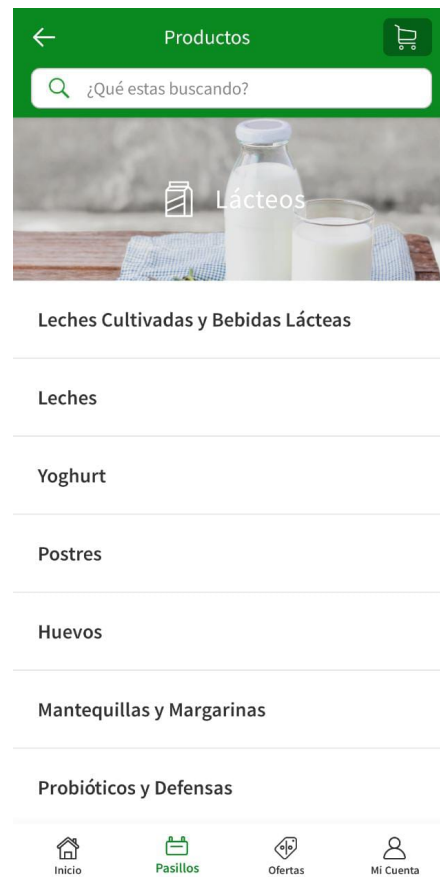 Productos
¿Qué estas buscando?
Lácteos
Leches Cultivadas y Bebidas Lácteas
Leches
Yoghurt
Postres
Huevos
Mantequillas y Margarinas
Probióticos y Defensas
Inicio
Pasillos
Ofertas
Mi Cuenta